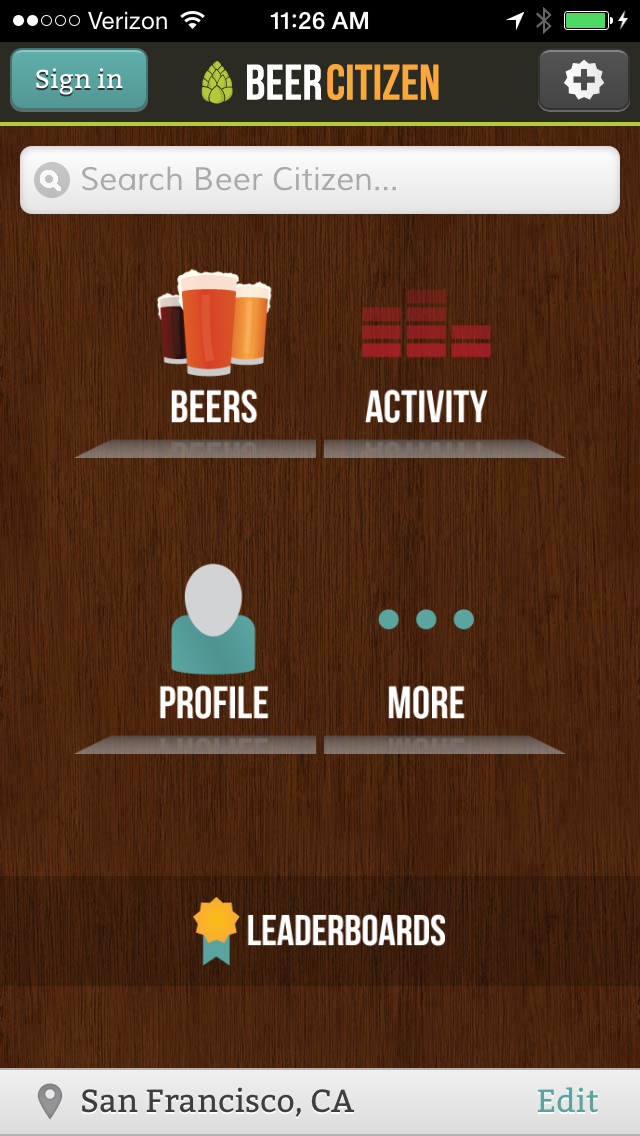 Verizon 11:26 AM
Sign in BEER CITIZEN
Search Beer Citizen...
BEERS ACTIVITY
PROFILE MORE
LEADERBOARDS
San Francisco, CA Edit